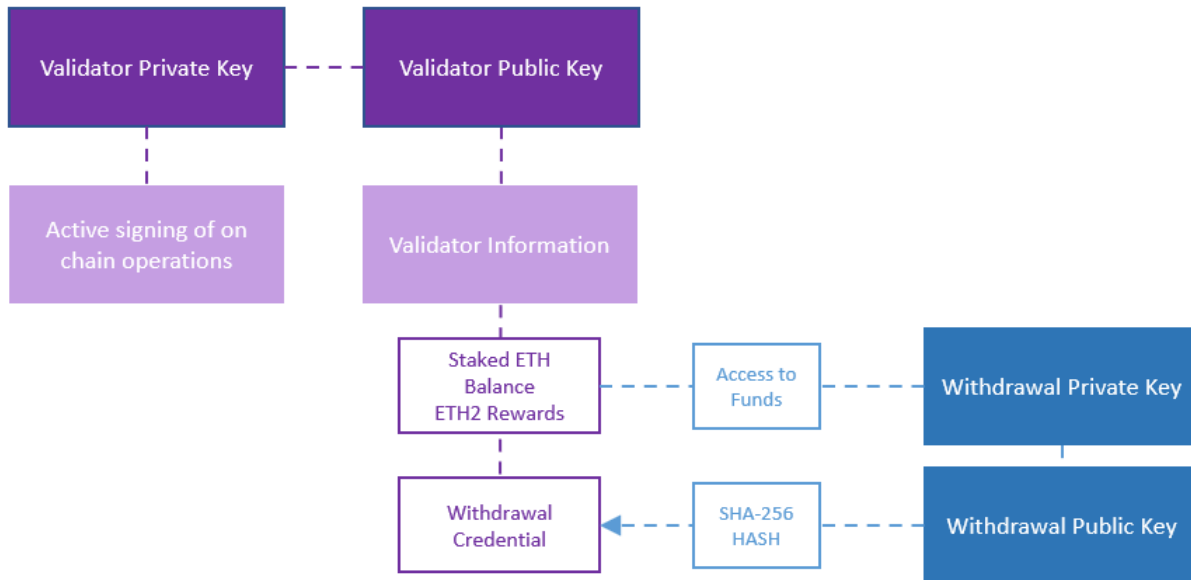 Validator Private Key
Validator Public Key
Active signing of on
chain operations
Validator Information
Staked ETH
Balance
ETH2 Rewards
Access to
Funds
Withdrawal Private Key
Withdrawal
Credential
SHA-256
HASH
Withdrawal Public Key